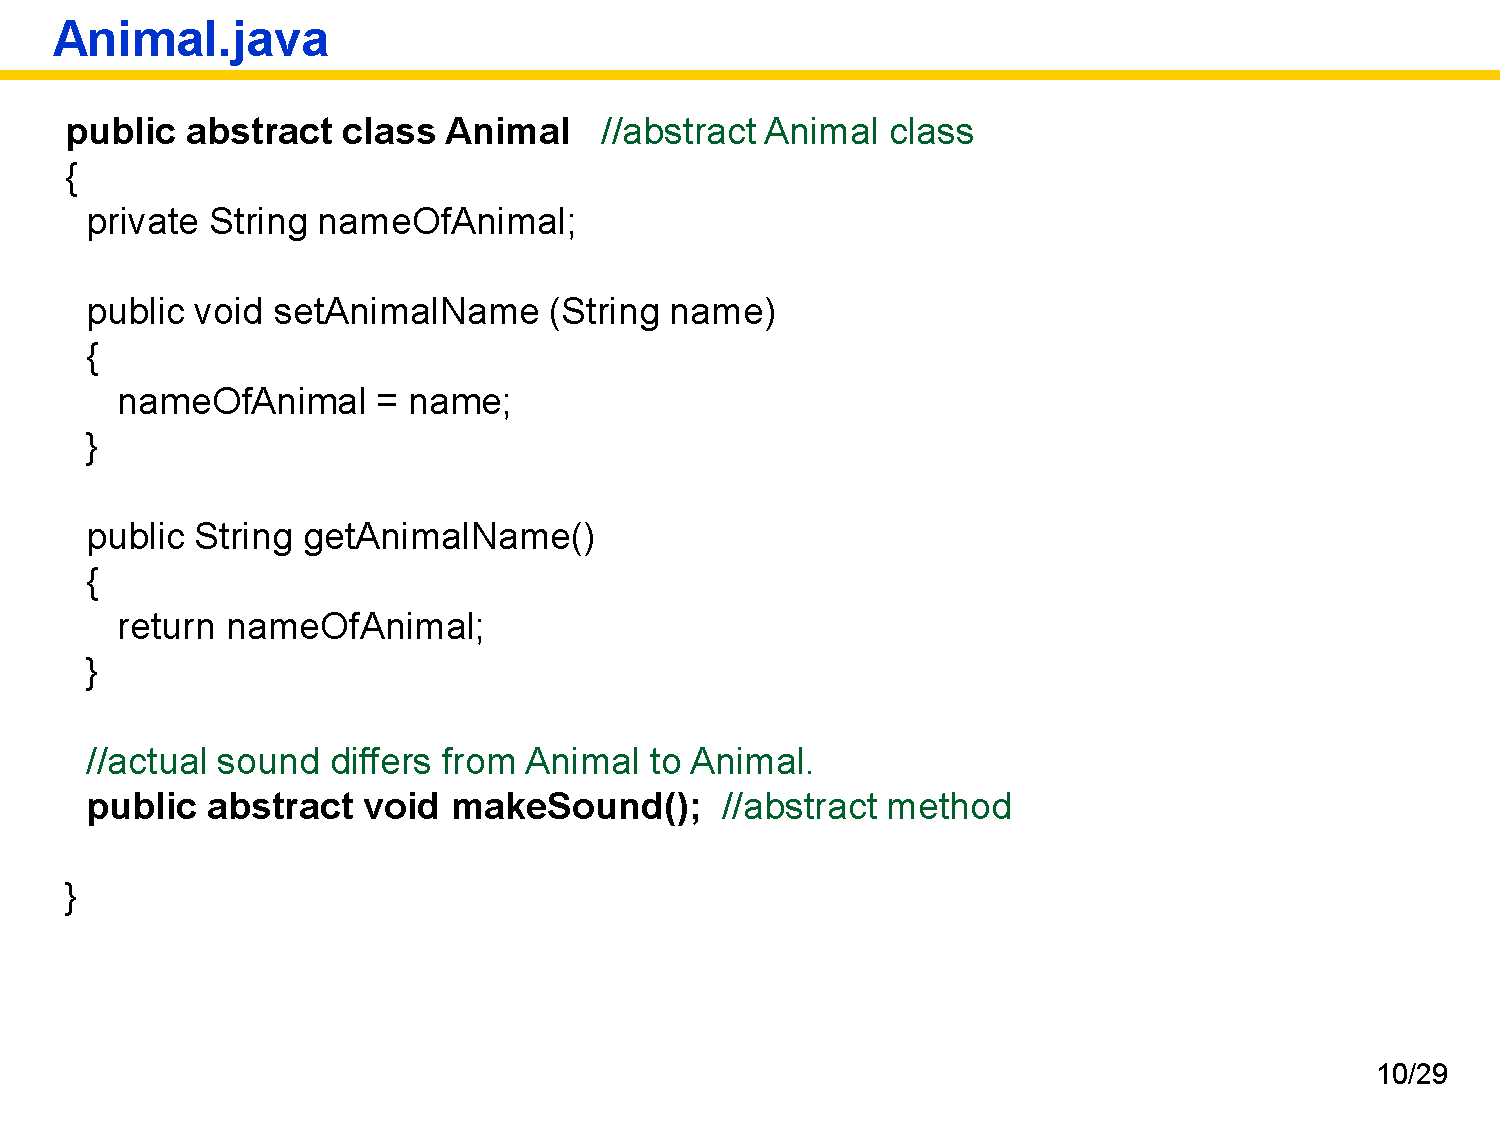 Animal.java
public abstract class Animal   //abstract Animal class
{
  private String nameOfAnimal;
  public void setAnimalName (String name)
  {
     nameOfAnimal = name;
  }
  public String getAnimalName()
  {
     return nameOfAnimal;
  }
  //actual sound differs from Animal to Animal.
  public abstract void makeSound();  //abstract method
}
10/29